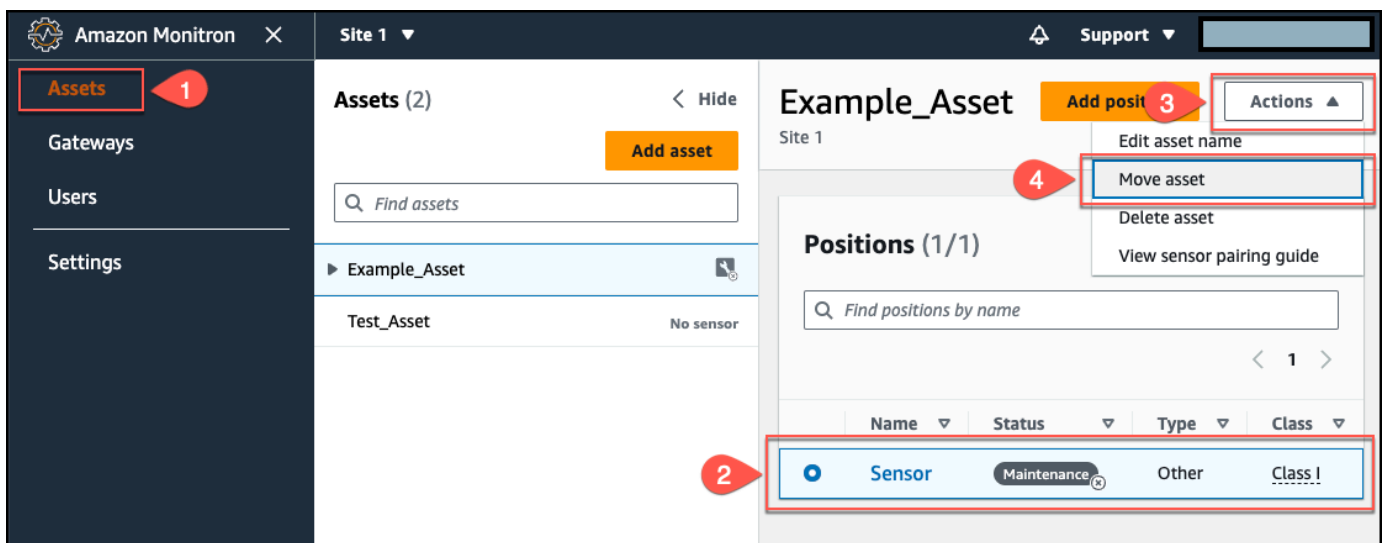 Amazon Monitron
Site 1
Support
Assets
1
Gateways
Users
Settings
Assets (2)
Hide
Add asset
Find assets
Example_Asset
Test_Asset
No sensor
Example_Asset
Site 1
Add posit
3
Actions
Edit asset name
4
Move asset
Delete asset
View sensor pairing guide
Positions (1/1)
Find positions by name
1
Name Status Type Class
2
Sensor Maintenance Other Class I